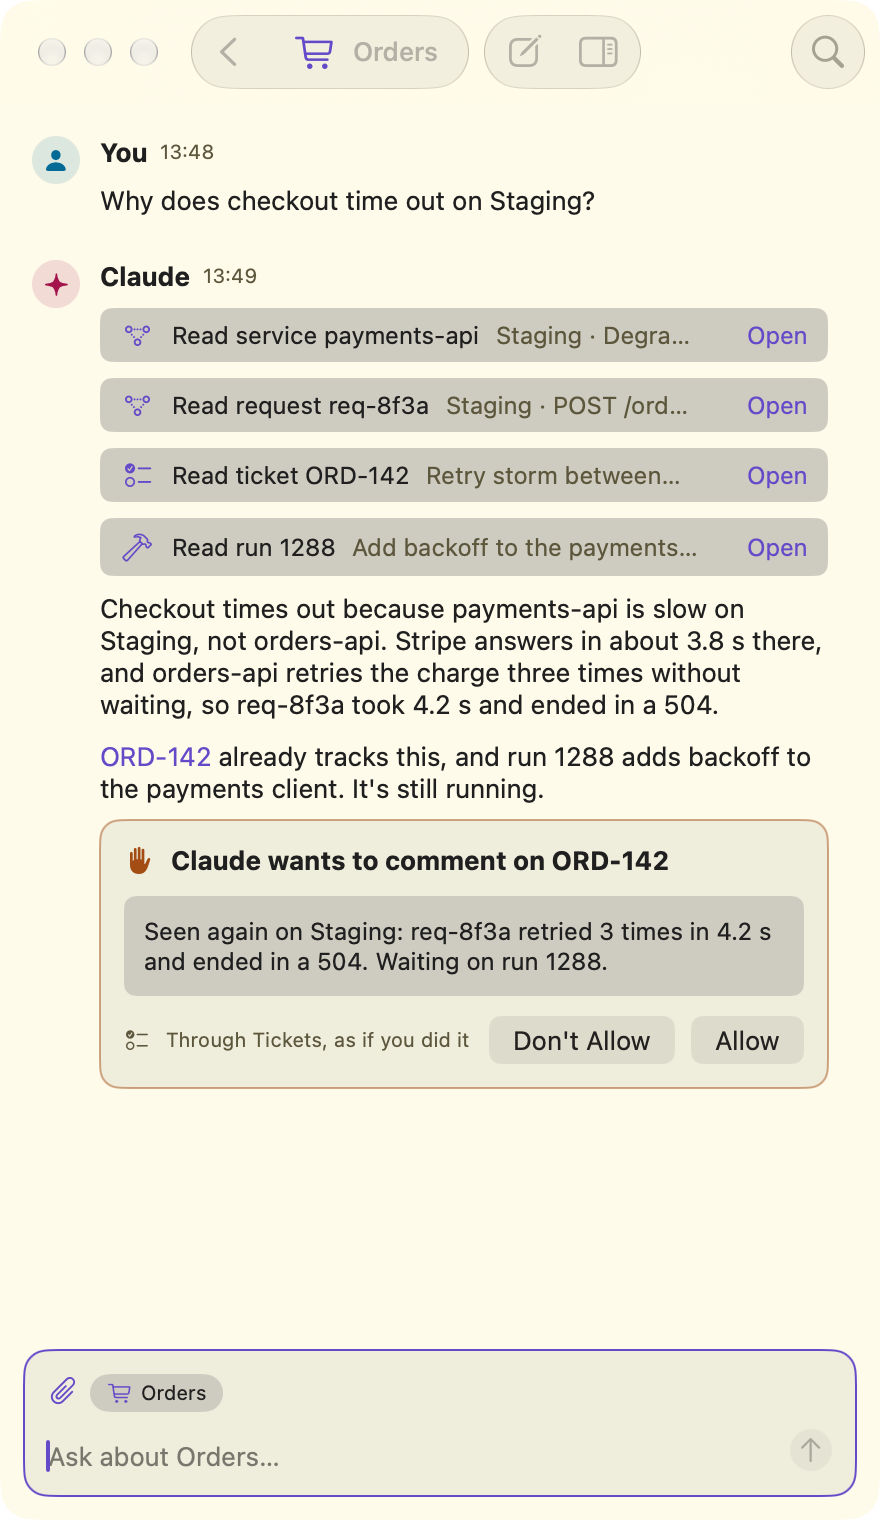 Orders
You 13:48
Why does checkout time out on Staging?
Claude 13:49
Read service payments-api Staging · Degra... Open
Read request req-8f3a Staging · POST /ord... Open
Read ticket ORD-142 Retry storm between... Open
Read run 1288 Add backoff to the payments... Open
Checkout times out because payments-api is slow on
Staging, not orders-api. Stripe answers in about 3.8 s there,
and orders-api retries the charge three times without
waiting, so req-8f3a took 4.2 s and ended in a 504.
ORD-142 already tracks this, and run 1288 adds backoff to
the payments client. It's still running.
Claude wants to comment on ORD-142
Seen again on Staging: req-8f3a retried 3 times in 4.2 s
and ended in a 504. Waiting on run 1288.
Through Tickets, as if you did it Don't Allow Allow
Orders
Ask about Orders...